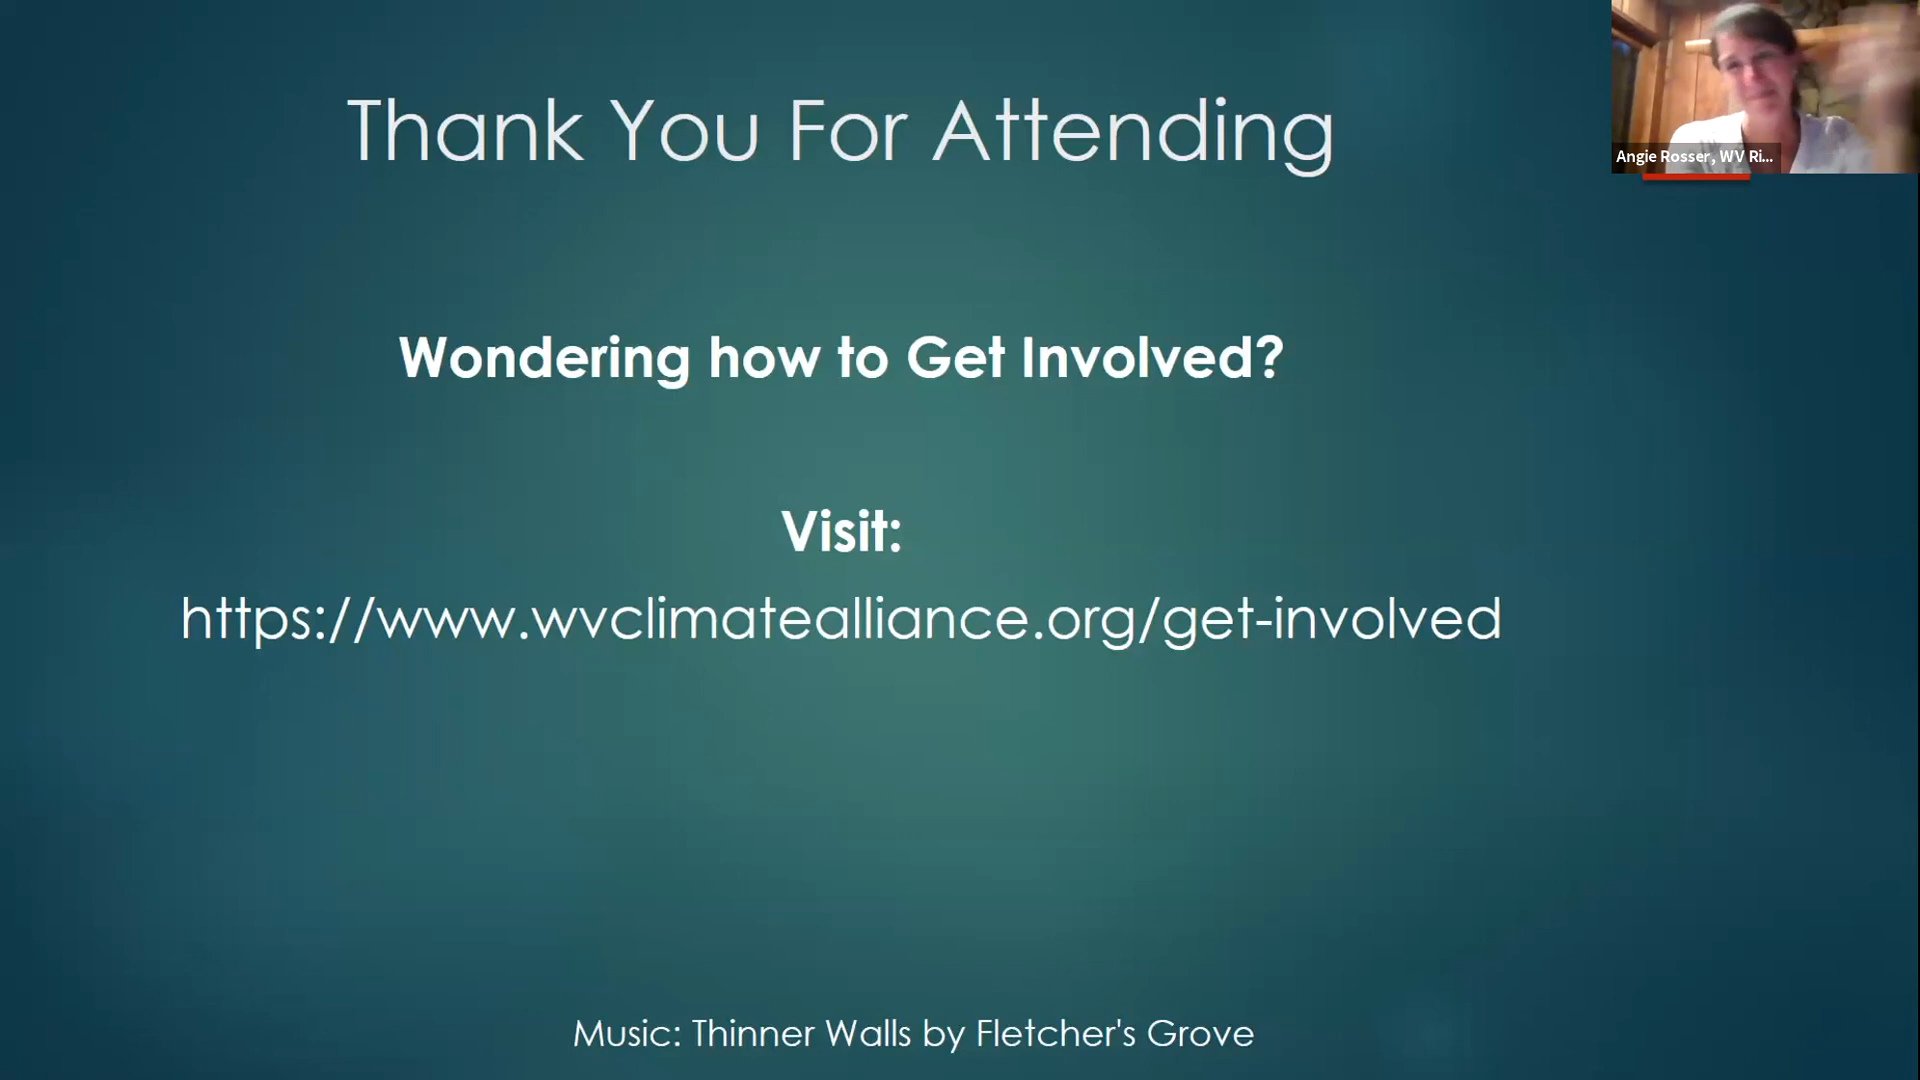 Thank You For Attending
Angie Rosser, WV Ri...
Wondering how to Get Involved?
Visit:
https://www.wvclimatealliance.org/get-involved
Music: Thinner Walls by Fletcher's Grove